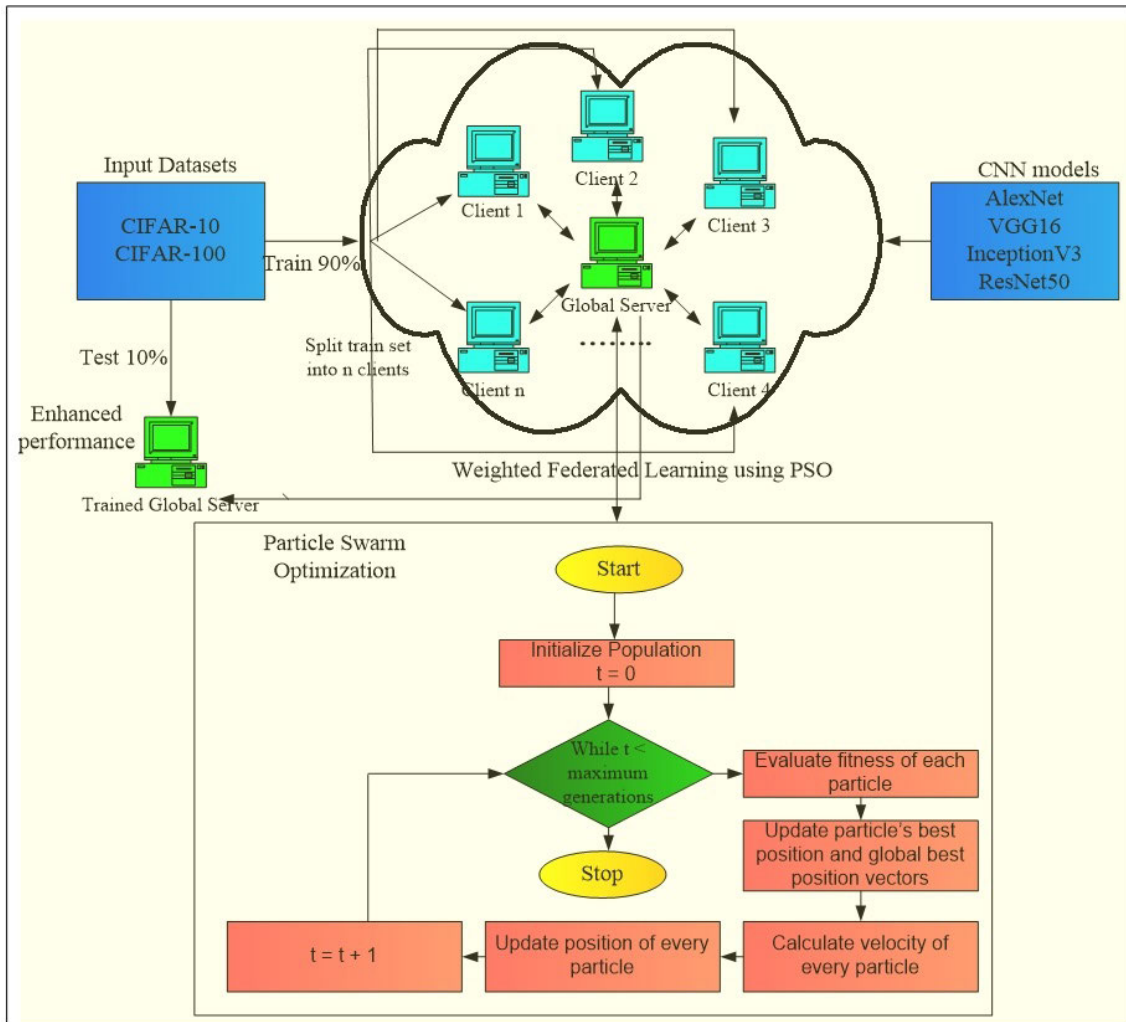 Input Datasets
CIFAR-10
CIFAR-100
Train 90%
Test 10%
Enhanced
performance
Trained Global Server
Split train set
into n clients
Client 1
Client 2
Client 3
Global Server
.........
Client n
Client 4
CNN models
AlexNet
VGG16
InceptionV3
ResNet50
Weighted Federated Learning using PSO
Particle Swarm
Optimization
Start
Initialize Population
t = 0
While t <
maximum
generations
Evaluate fitness of each
particle
Update particle's best
position and global best
position vectors
Stop
Calculate velocity of
every particle
Update position of every
particle
t = t + 1